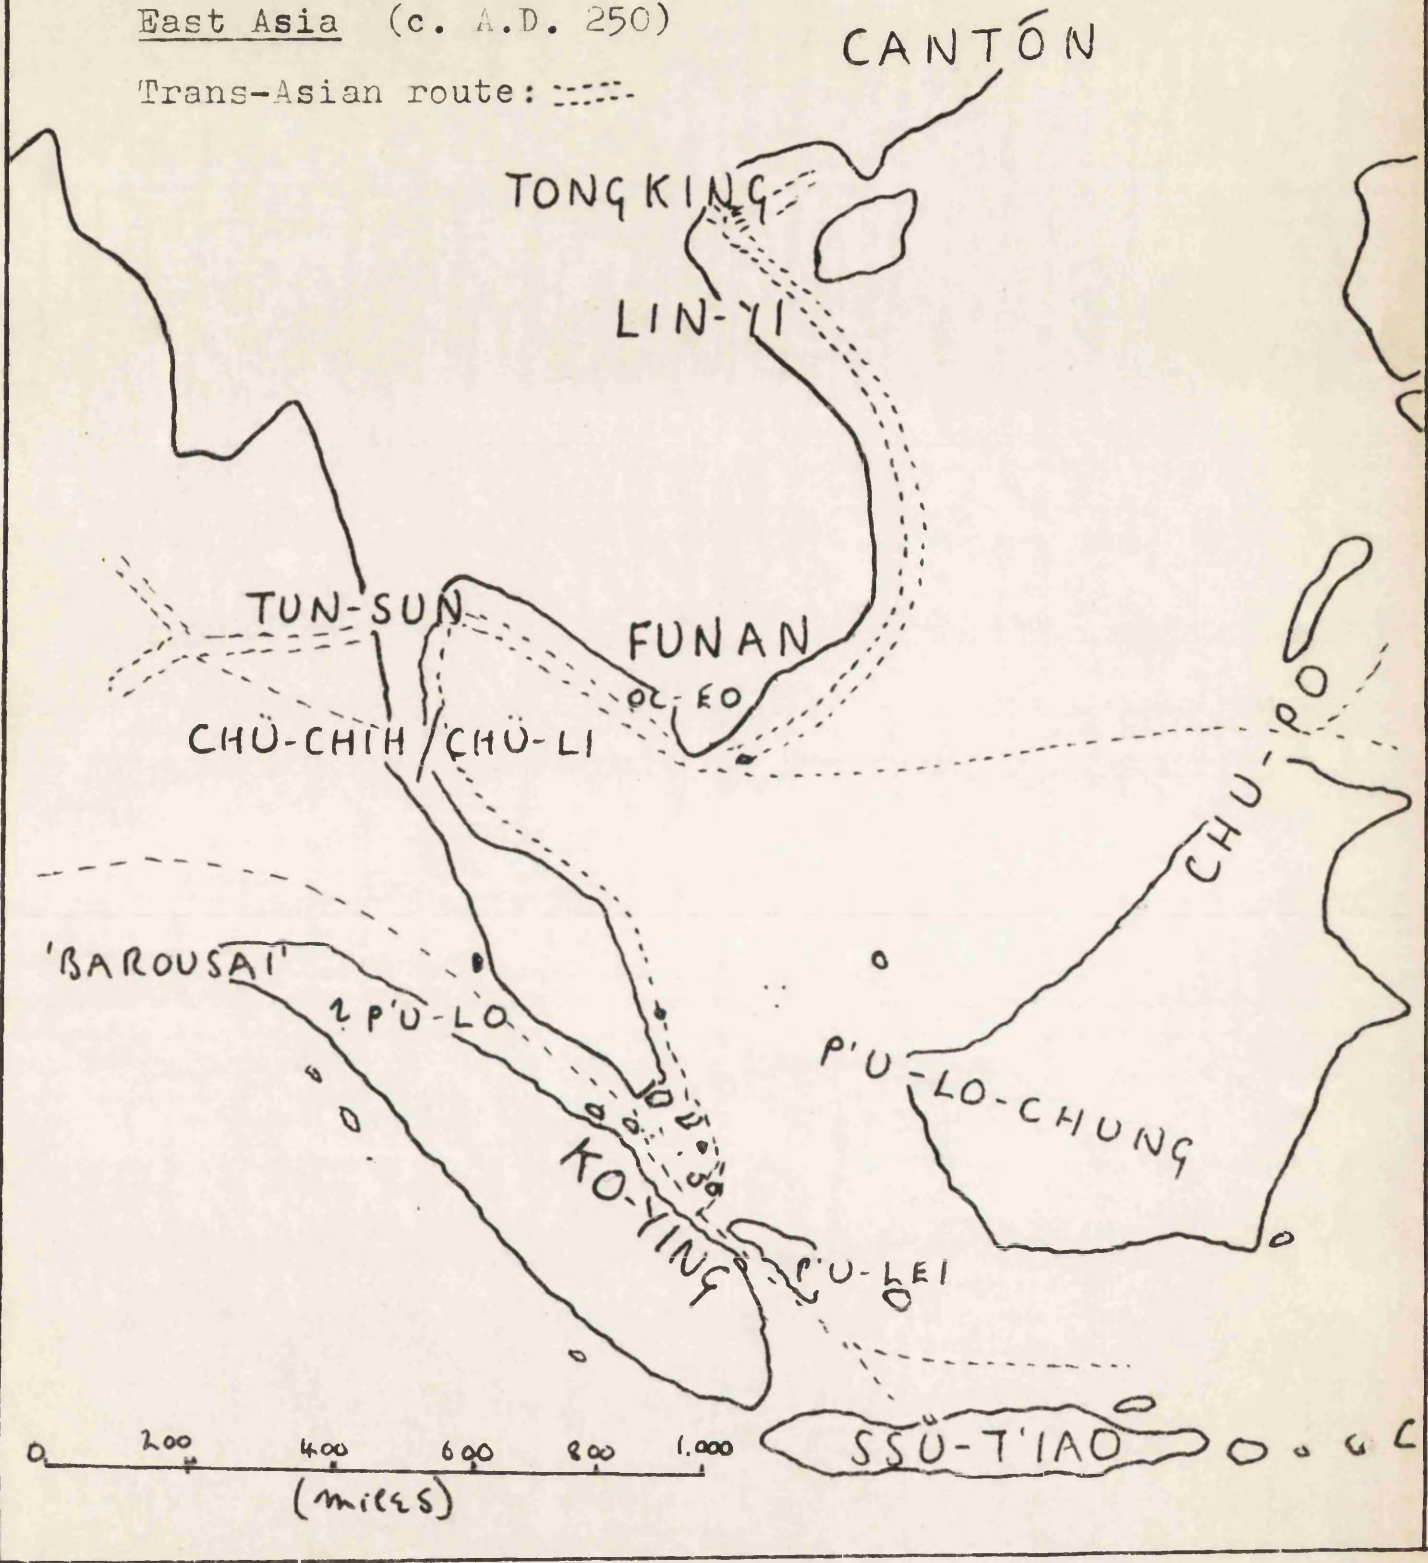 East Asia (c. A.D. 250)
Trans-Asian route:
CANTÓN
TONGKING
LIN-YI
TUN-SUN
FUNAN
OC-EO
CHÜ-CHIH / CHÜ-LI
CHU-PO
'BAROUSAI'
? P'U-LO
P'U-LO-CHUNG
KO-YING
P'U-LEI
SSŬ-T'IAO
0 200 400 600 800 1.000
(miles)